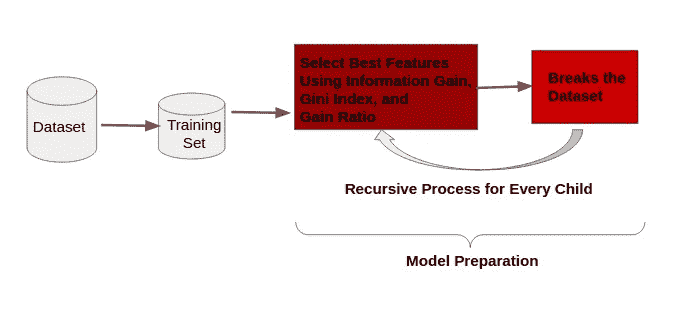 Dataset
Training
Set
Select Best Features
Using Information Gain,
Gini Index, and
Gain Ratio
Breaks the
Dataset
Recursive Process for Every Child
Model Preparation